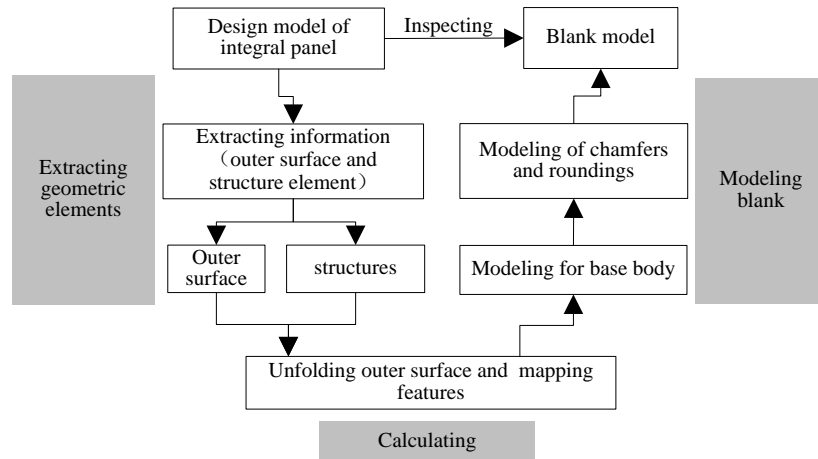 Design model of
integral panel
Inspecting
Blank model
Extracting information
（outer surface and
structure element）
Modeling of chamfers
and roundings
Extracting
geometric
elements
Modeling
blank
Outer
surface
structures
Modeling for base body
Unfolding outer surface and  mapping
features
Calculating